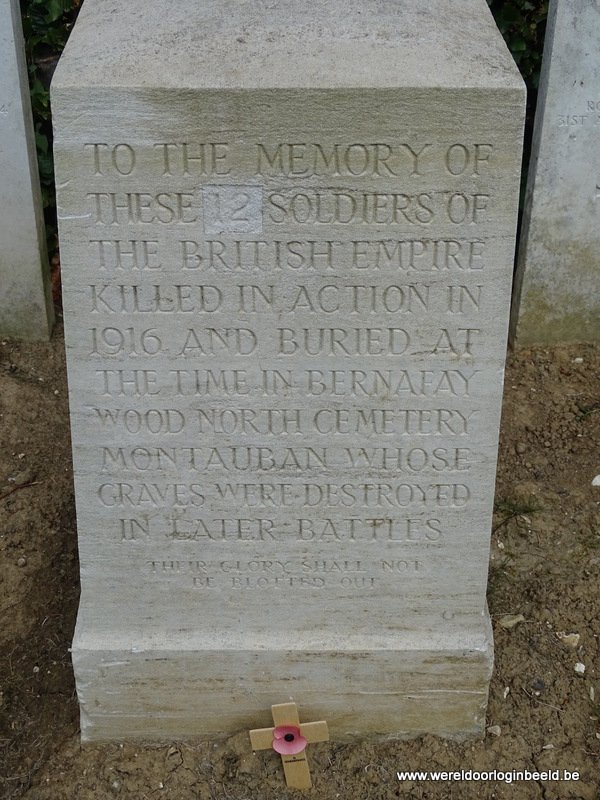 TO THE MEMORY OF
THESE 12 SOLDIERS OF
THE BRITISH EMPIRE
KILLED IN ACTION IN
1916 AND BURIED AT
THE TIME IN BERNAFAY
WOOD NORTH CEMETERY
MONTAUBAN WHOSE
GRAVES WERE DESTROYED
IN LATER BATTLES
THEIR GLORY SHALL NOT
BE BLOTTED OUT
31ST
www.wereldoorloginbeeld.be